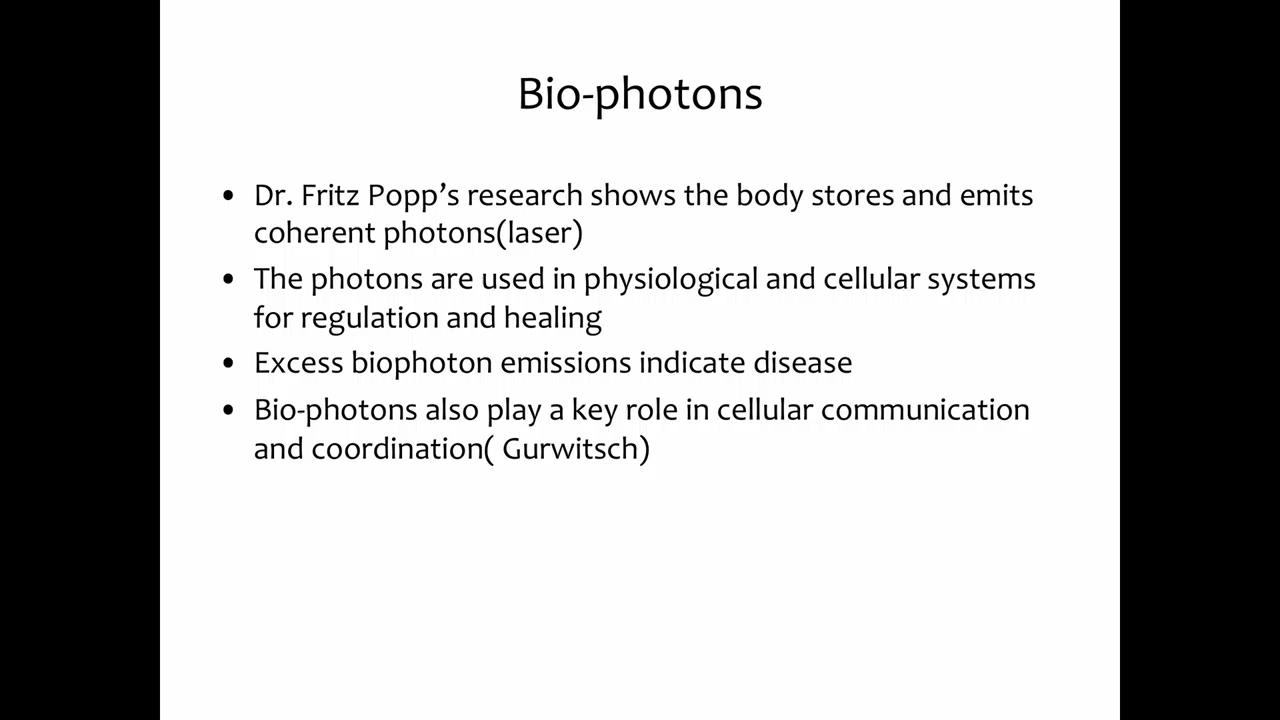 Bio-photons
• Dr. Fritz Popp’s research shows the body stores and emits
coherent photons(laser)
• The photons are used in physiological and cellular systems
for regulation and healing
• Excess biophoton emissions indicate disease
• Bio-photons also play a key role in cellular communication
and coordination( Gurwitsch)